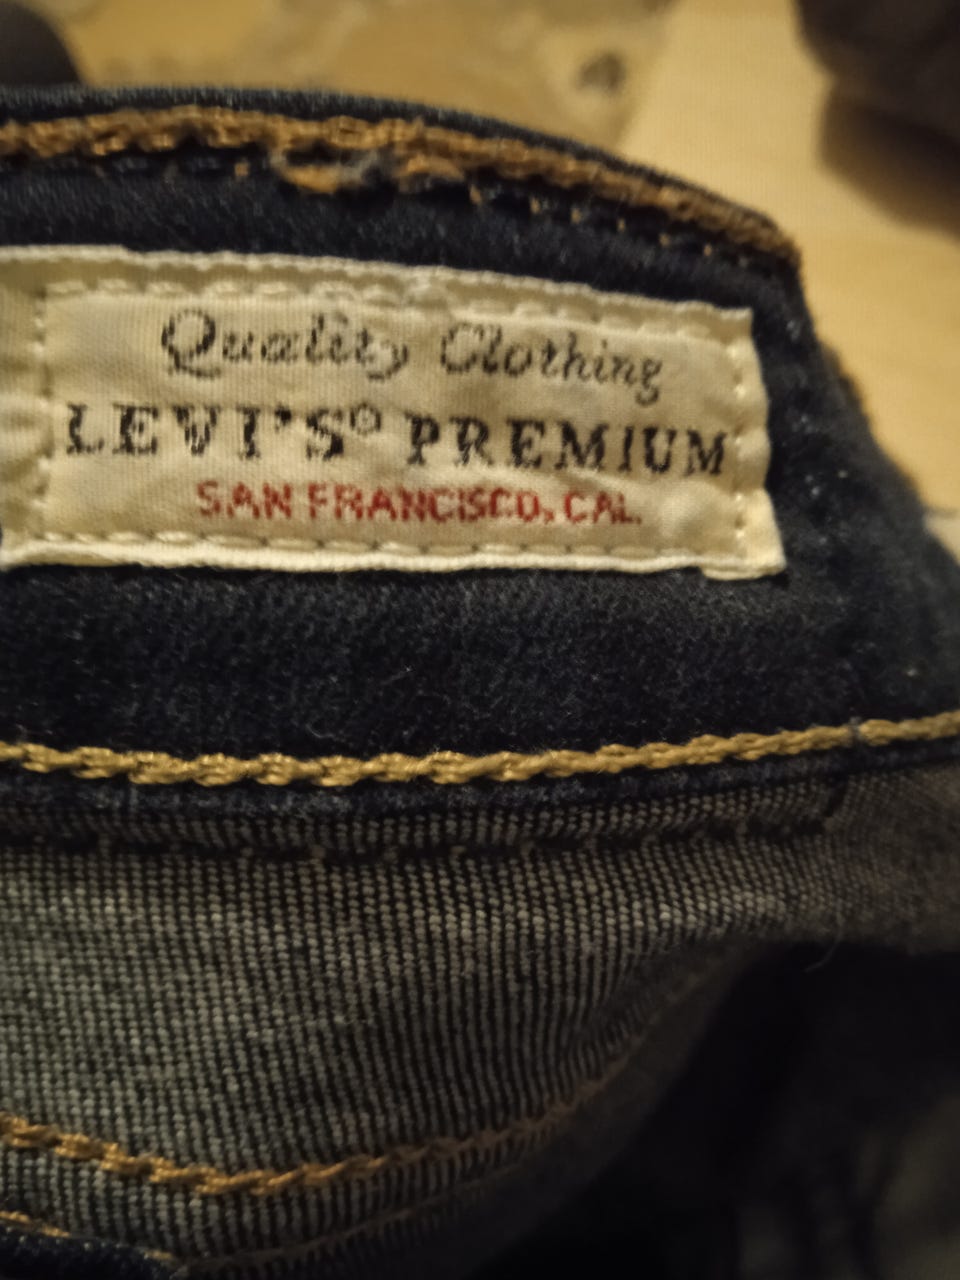 Quality Clothing
LEVI'S® PREMIUM
SAN FRANCISCO, CAL.